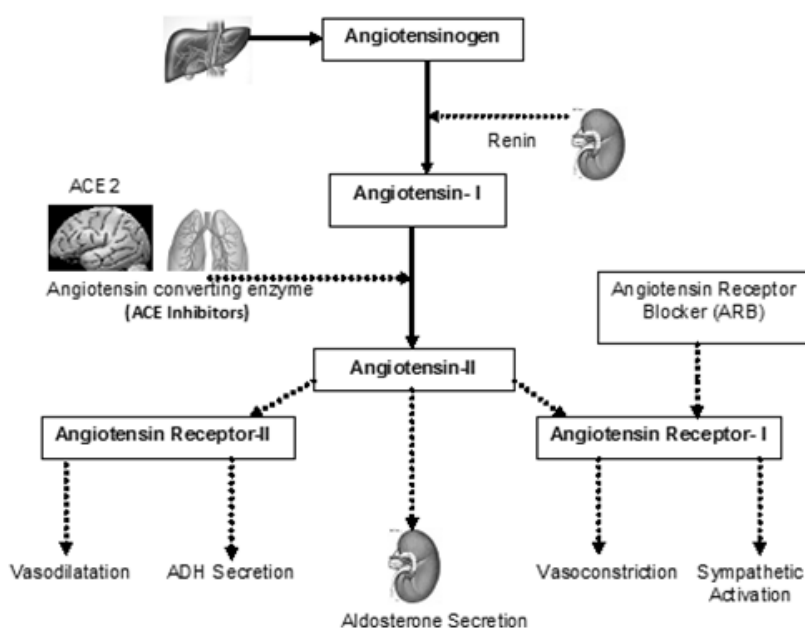 Angiotensinogen
Renin
Angiotensin- I
ACE 2
Angiotensin converting enzyme
(ACE Inhibitors)
Angiotensin Receptor
Blocker (ARB)
Angiotensin-II
Angiotensin Receptor-II
Angiotensin Receptor- I
Vasodilatation
ADH Secretion
Vasoconstriction
Sympathetic
Activation
Aldosterone Secretion